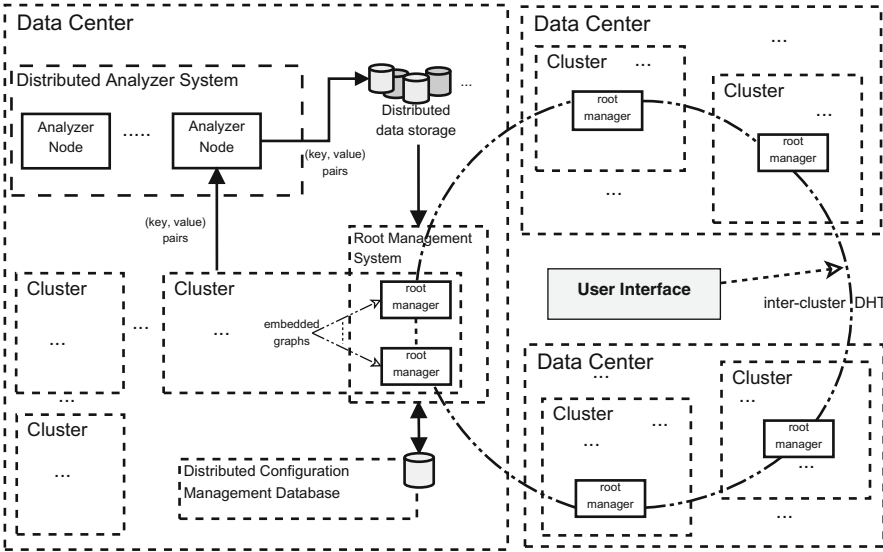 Data Center
Distributed Analyzer System
Analyzer
Node
.....
Analyzer
Node
...
Distributed
data storage
(key, value)
pairs
(key, value)
pairs
Root Management
System
Cluster
...
...
Cluster
...
embedded
graphs
root
manager
root
manager
...
Cluster
...
Distributed Configuration
Management Database
Data Center
...
Cluster
...
root
manager
...
Cluster
...
root
manager
...
User Interface
inter-cluster DHT
Data Center
...
Cluster
...
...
root
manager
Cluster
...
root
manager
...
...